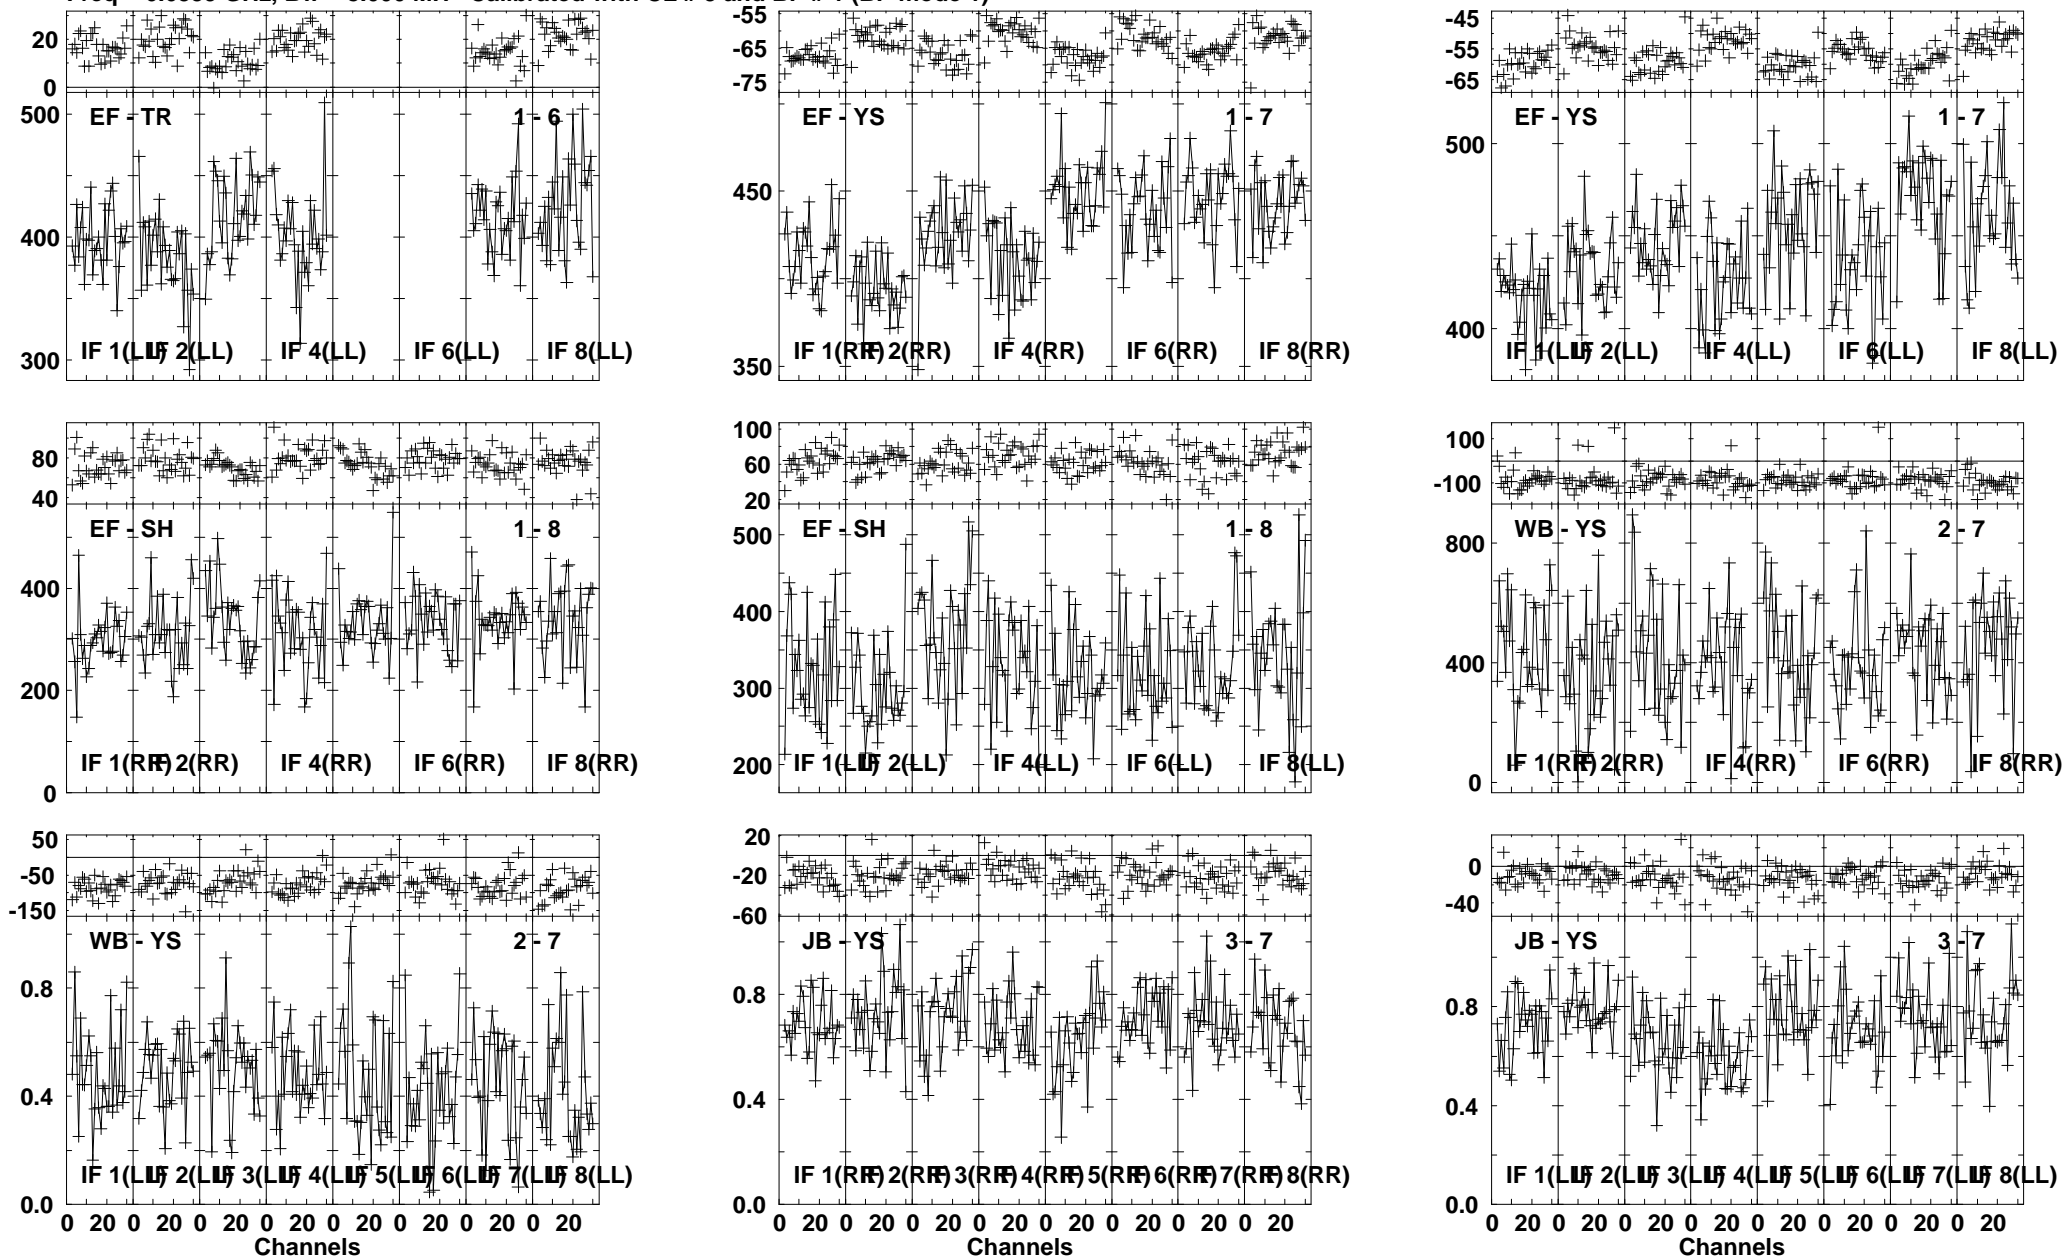 20
0
500
400
300
EF - TR 1 - 6
IF 1(LL) IF 2(LL) IF 4(LL) IF 6(LL) IF 8(LL)
-55
-65
-75
450
350
EF - YS 1 - 7
IF 1(RR) IF 2(RR) IF 4(RR) IF 6(RR) IF 8(RR)
-45
-55
-65
500
400
EF - YS 1 - 7
IF 1(LL) IF 2(LL) IF 4(LL) IF 6(LL) IF 8(LL)
80
40
400
200
0
EF - SH 1 - 8
IF 1(RR) IF 2(RR) IF 4(RR) IF 6(RR) IF 8(RR)
100
60
20
500
400
300
200
EF - SH 1 - 8
IF 1(LL) IF 2(LL) IF 4(LL) IF 6(LL) IF 8(LL)
100
-100
800
400
0
WB - YS 2 - 7
IF 1(RR) IF 2(RR) IF 4(RR) IF 6(RR) IF 8(RR)
50
-50
-150
0.8
0.4
0.0
WB - YS 2 - 7
IF 1(LL) IF 2(LL) IF 3(LL) IF 4(LL) IF 5(LL) IF 6(LL) IF 7(LL) IF 8(LL)
0 20 0 20 0 20 0 20 0 20 0 20 0 20 0 20
Channels
20
-20
-60
0.8
0.4
0.0
JB - YS 3 - 7
IF 1(RR) IF 2(RR) IF 3(RR) IF 4(RR) IF 5(RR) IF 6(RR) IF 7(RR) IF 8(RR)
0 20 0 20 0 20 0 20 0 20 0 20 0 20 0 20
Channels
0
-40
0.8
0.4
0.0
JB - YS 3 - 7
IF 1(LL) IF 2(LL) IF 3(LL) IF 4(LL) IF 5(LL) IF 6(LL) IF 7(LL) IF 8(LL)
0 20 0 20 0 20 0 20 0 20 0 20 0 20 0 20
Channels